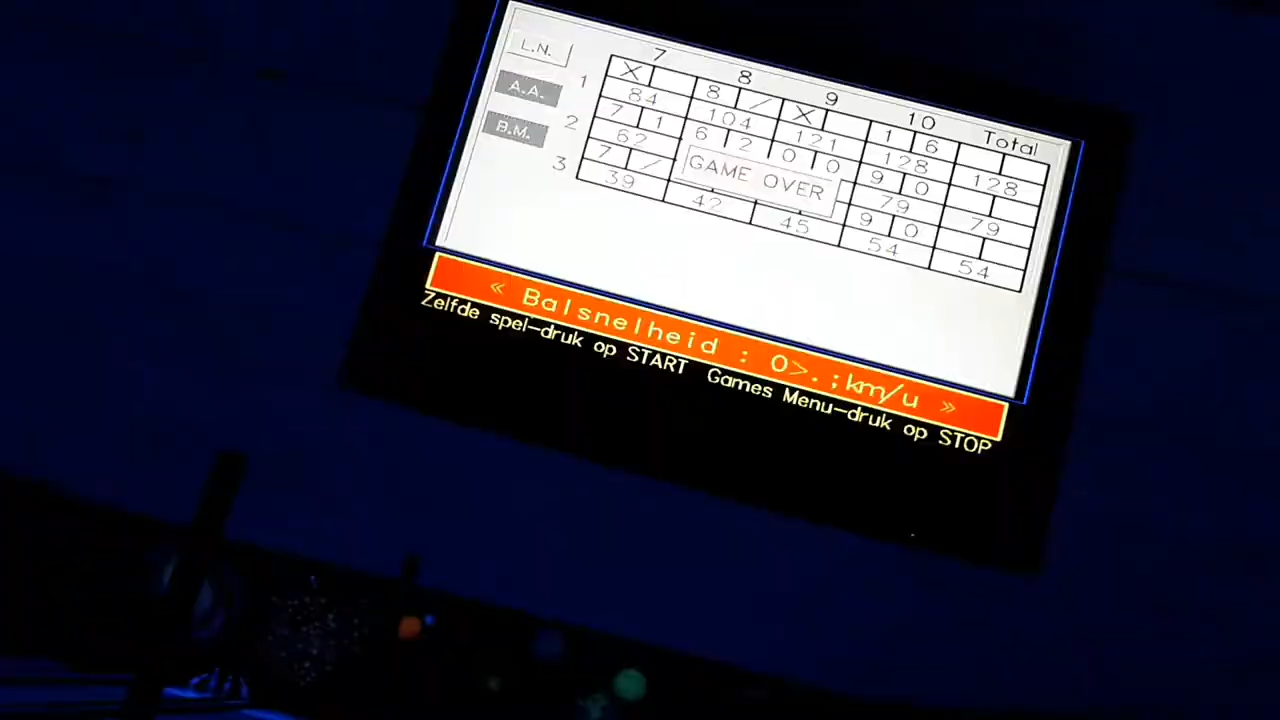 7 8 9 10 Total
L.N. 1 X 8 / X 1 6
84 104 121 128 128
A.A. 2 7 1 6 2 0 0 9 0
62 79 79
B.M. 3 7 / 9 0
39 42 45 54 54
GAME OVER
« Balsnelheid : 0>.;km/u »
Zelfde spel-druk op START Games Menu-druk op STOP